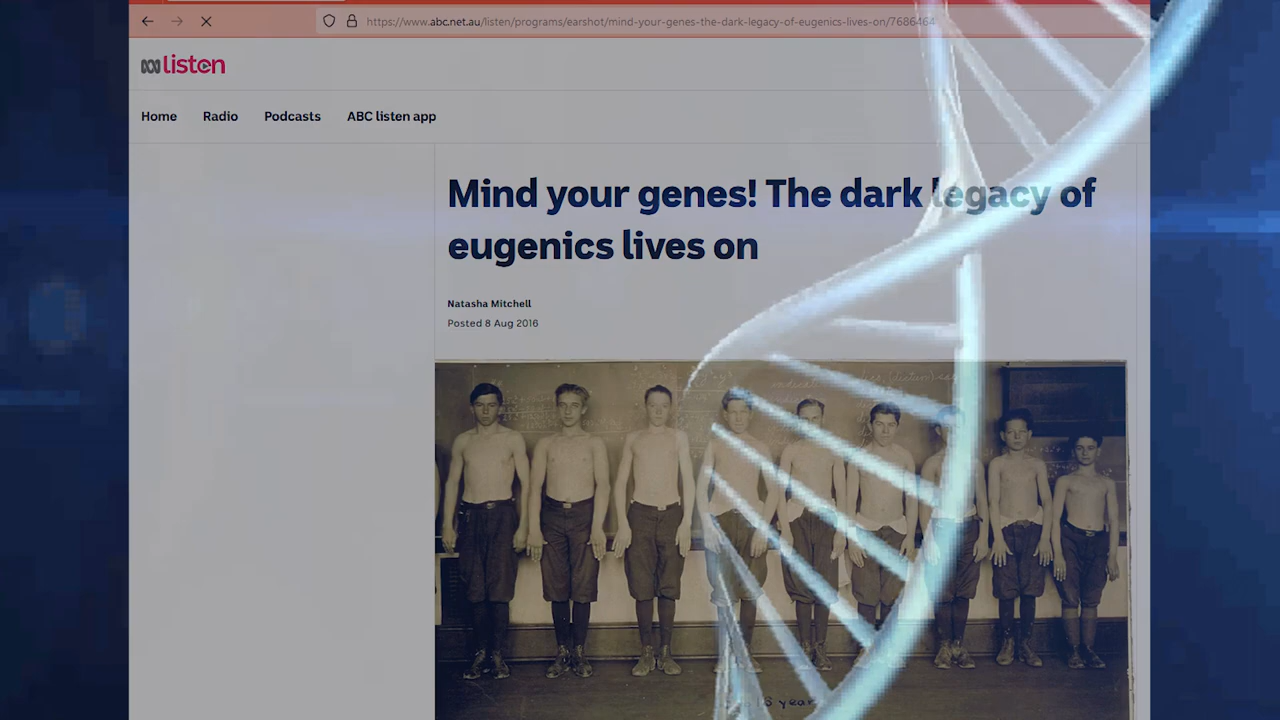 https://www.abc.net.au/listen/programs/earshot/mind-your-genes-the-dark-legacy-of-eugenics-lives-on/7686464
listen
Home Radio Podcasts ABC listen app
Mind your genes! The dark legacy of
eugenics lives on
Natasha Mitchell
Posted 8 Aug 2016